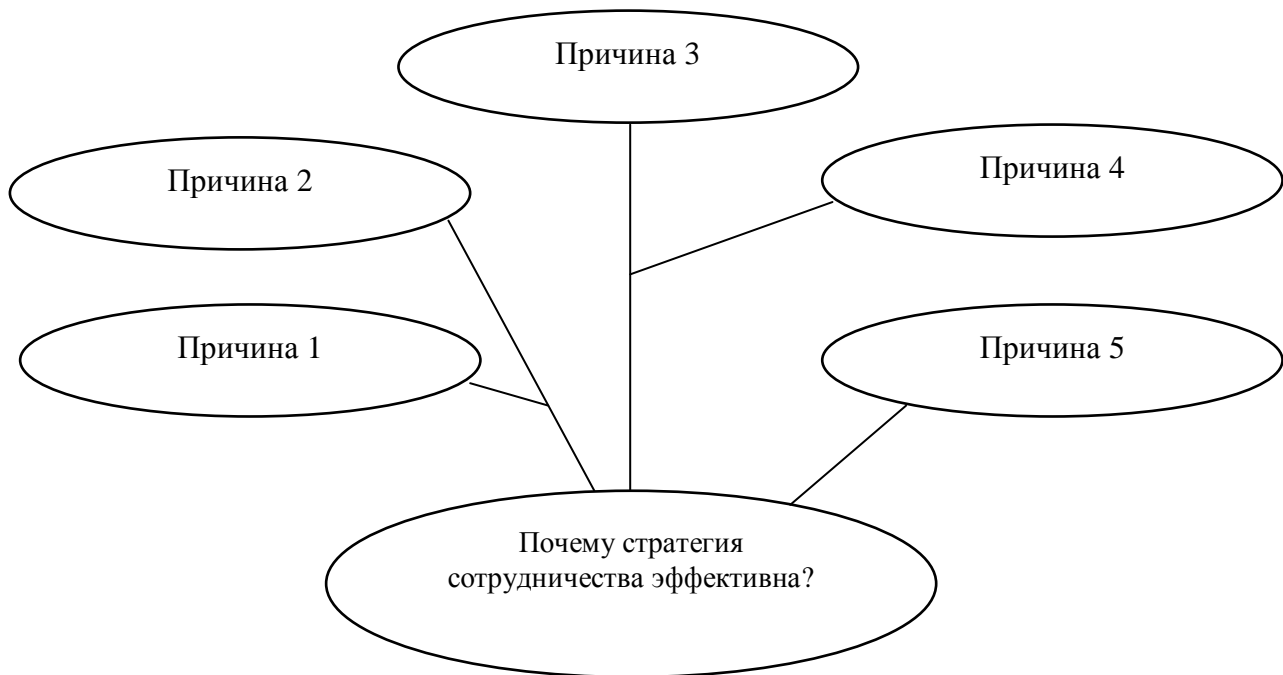 Причина 3
Причина 2
Причина 4
Причина 1
Причина 5
Почему стратегия
сотрудничества эффективна?